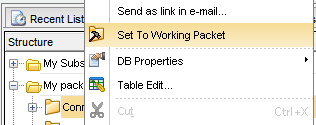 Recent List
Structure
My Subs
My pack
Conn
Send as link in e-mail...
Set To Working Packet
DB Properties
Table Edit...
Cut Ctrl+X